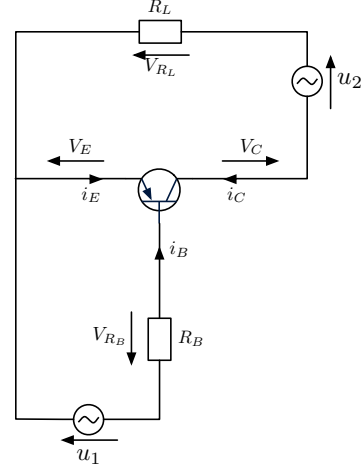 R_L
V_{R_L}
u_2
V_E
V_C
i_E
i_C
i_B
V_{R_B}
R_B
u_1